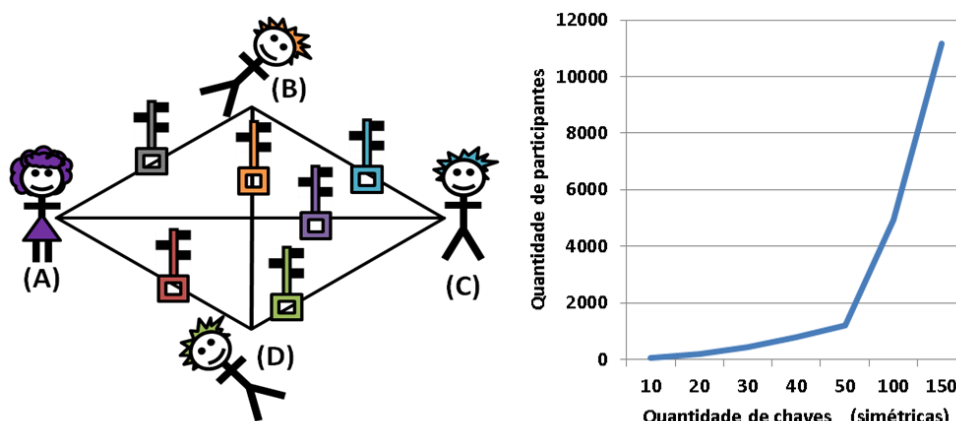 (B)
(A)
(C)
(D)
Quantidade de participantes
12000
10000
8000
6000
4000
2000
0
10 20 30 40 50 100 150
Quantidade de chaves (simétricas)